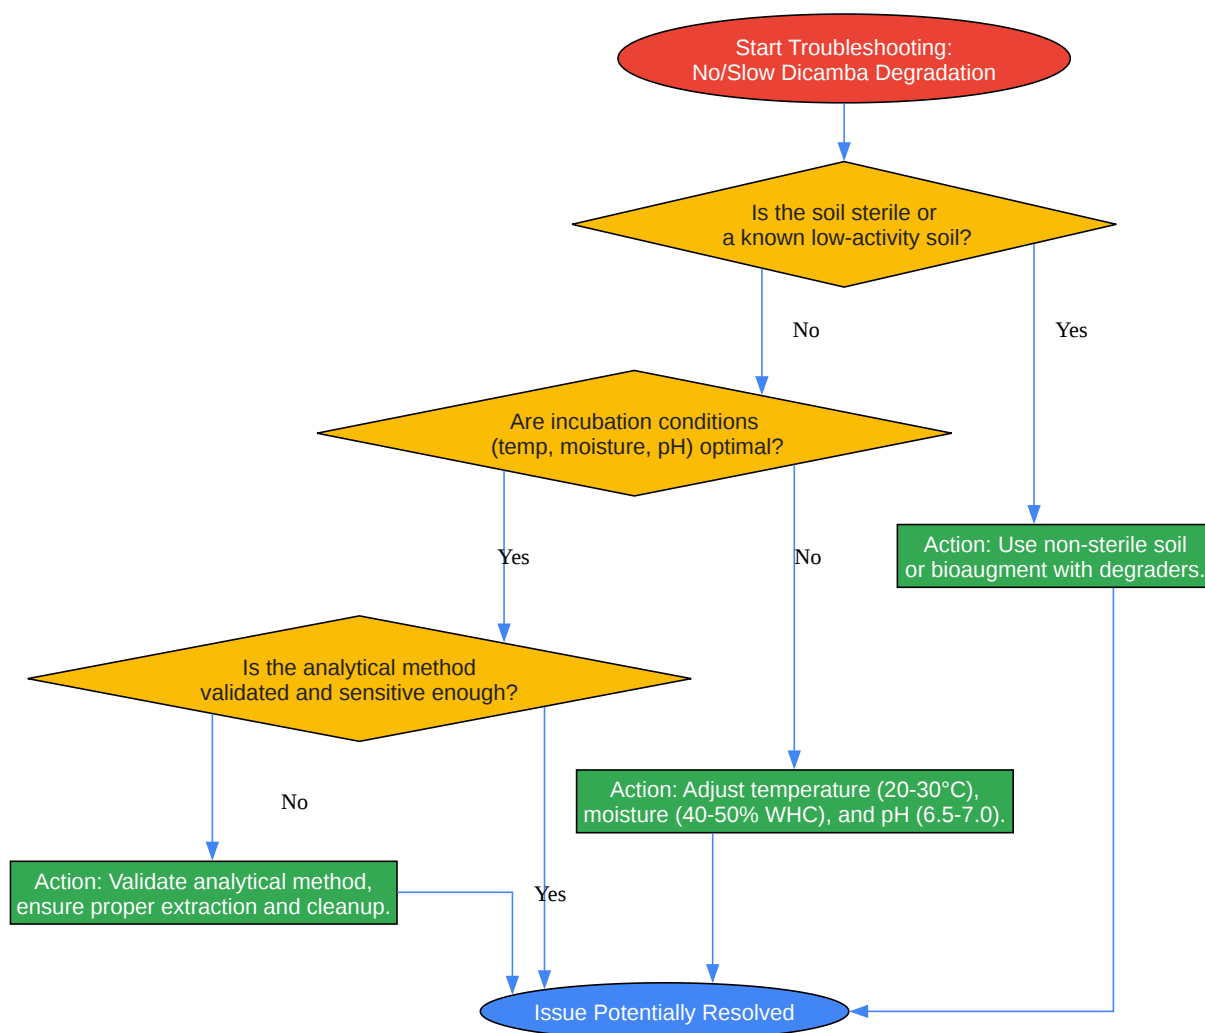 Start Troubleshooting:
No/Slow Dicamba Degradation
Is the soil sterile or
a known low-activity soil?
No
Yes
Are incubation conditions
(temp, moisture, pH) optimal?
Yes
No
Action: Use non-sterile soil
or bioaugment with degraders.
Is the analytical method
validated and sensitive enough?
No
Action: Adjust temperature (20-30°C),
moisture (40-50% WHC), and pH (6.5-7.0).
Action: Validate analytical method,
ensure proper extraction and cleanup.
Yes
Issue Potentially Resolved